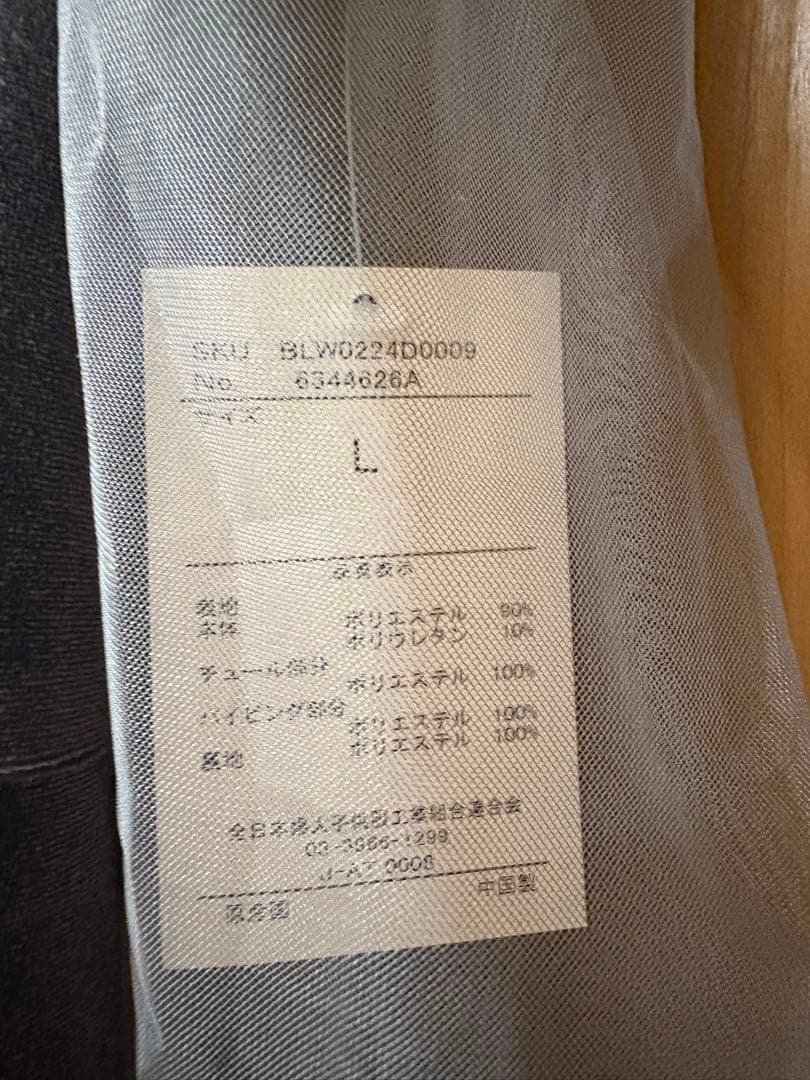 SKU BLW0224D0009
No 6344626A
サイズ
L
品質表示
表地
本体 ポリエステル 90%
ポリウレタン 10%
チュール部分 ポリエステル 100%
パイピング部分 ポリエステル 100%
裏地 ポリエステル 100%
全日本婦人子供服工業組合連合会
03-3866-1299
J-A7 0008
原産国 中国製